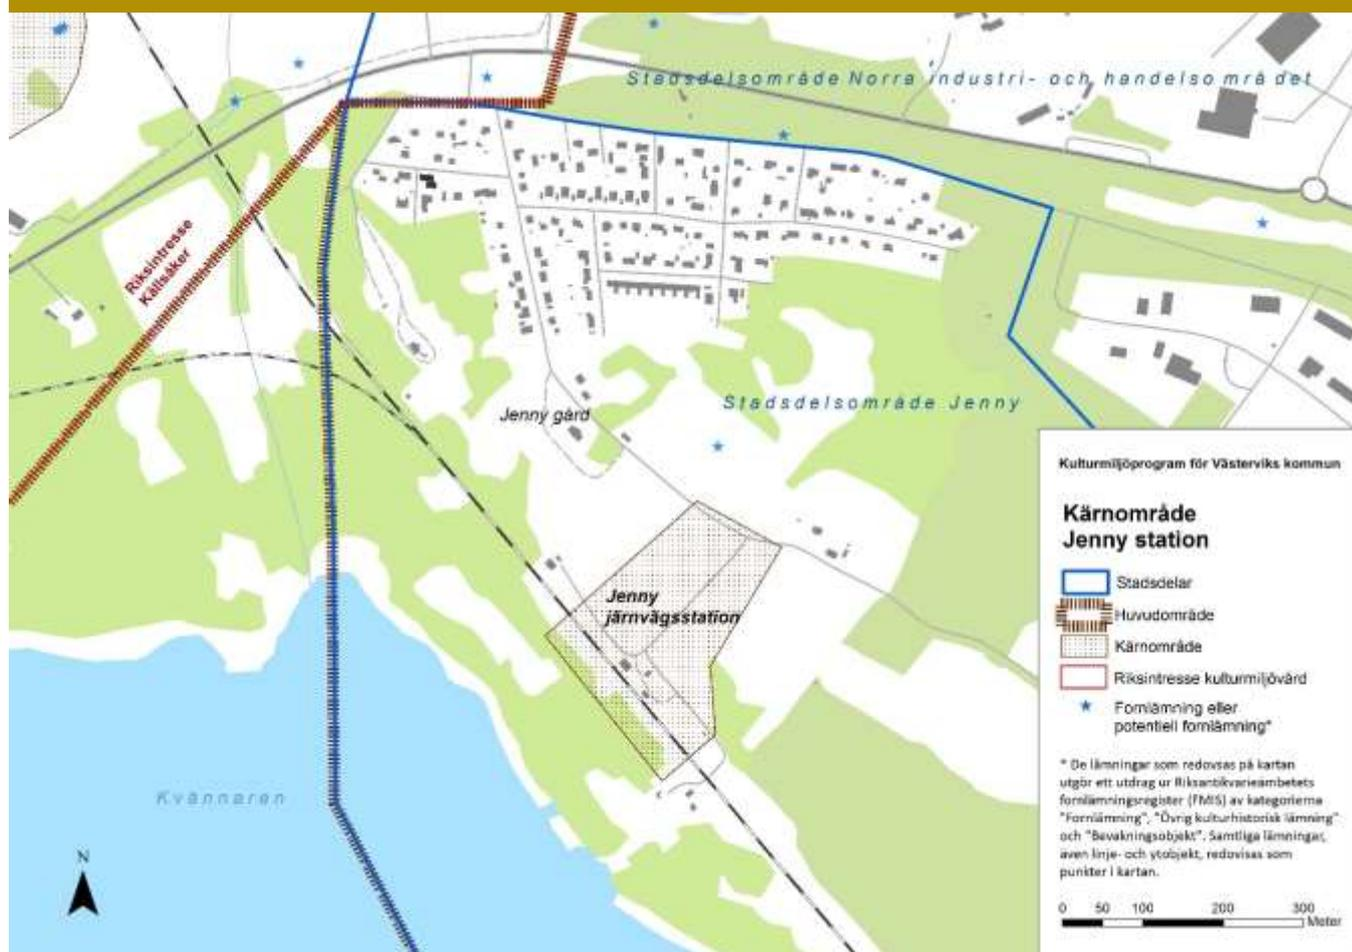 Stadsdelsområde Norra industri- och handelsområdet
Riksintresse
Källsåker
Jenny gård
Stadsdelsområde Jenny
Jenny
järnvägsstation
Kvännaren
N
Kulturmiljöprogram för Västerviks kommun
Kärnområde
Jenny station
Stadsdelar
Huvudområde
Kärnområde
Riksintresse kulturmiljövård
Fornlämning eller
potentiell fornlämning*
* De lämningar som redovsas på kartan
utgör ett utdrag ur Riksantikvarieämbetets
fornlämningsregister (FMIS) av kategorierna
"Fornlämning", "Övrig kulturhistorisk lämning"
och "Bevakningsobjekt". Samtliga lämningar,
även linje- och ytobjekt, redovisas som
punkter i kartan.
0 50 100 200 300
Meter